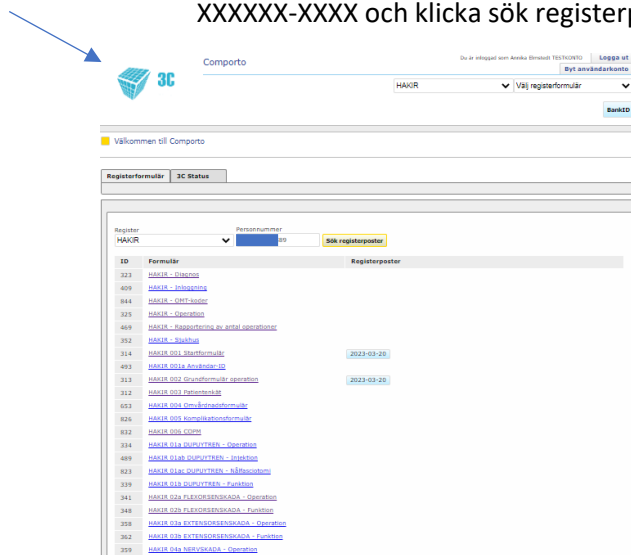 XXXXXX-XXXX och klicka sök registerp
3C
Comporto
Du är inloggad som Annika Elmstedt TESTKONTO
Logga ut
Byt användarkonto
HAKIR
Välj registerformulär
BankID
Välkommen till Comporto
Registerformulär
3C Status
Register
Personnummer
HAKIR
89
Sök registerposter
ID Formulär Registerposter
323 HAKIR - Diagnos
409 HAKIR - Inloggning
844 HAKIR - OMT-koder
325 HAKIR - Operation
469 HAKIR - Rapportering av antal operationer
352 HAKIR - Sjukhus
314 HAKIR 001 Startformulär 2023-03-20
493 HAKIR 001a Användar-ID
313 HAKIR 002 Grundformulär operation 2023-03-20
312 HAKIR 003 Patientenkät
653 HAKIR 004 Omvårdnadsformulär
826 HAKIR 005 Komplikationsformulär
832 HAKIR 006 COPM
334 HAKIR 01a DUPUYTREN - Operation
489 HAKIR 01ab DUPUYTREN - Injektion
823 HAKIR 01ac DUPUYTREN - Nålfasciotomi
339 HAKIR 01b DUPUYTREN - Funktion
341 HAKIR 02a FLEXORSENSKADA - Operation
348 HAKIR 02b FLEXORSENSKADA - Funktion
358 HAKIR 03a EXTENSORSENSKADA - Operation
362 HAKIR 03b EXTENSORSENSKADA - Funktion
359 HAKIR 04a NERVSKADA - Operation